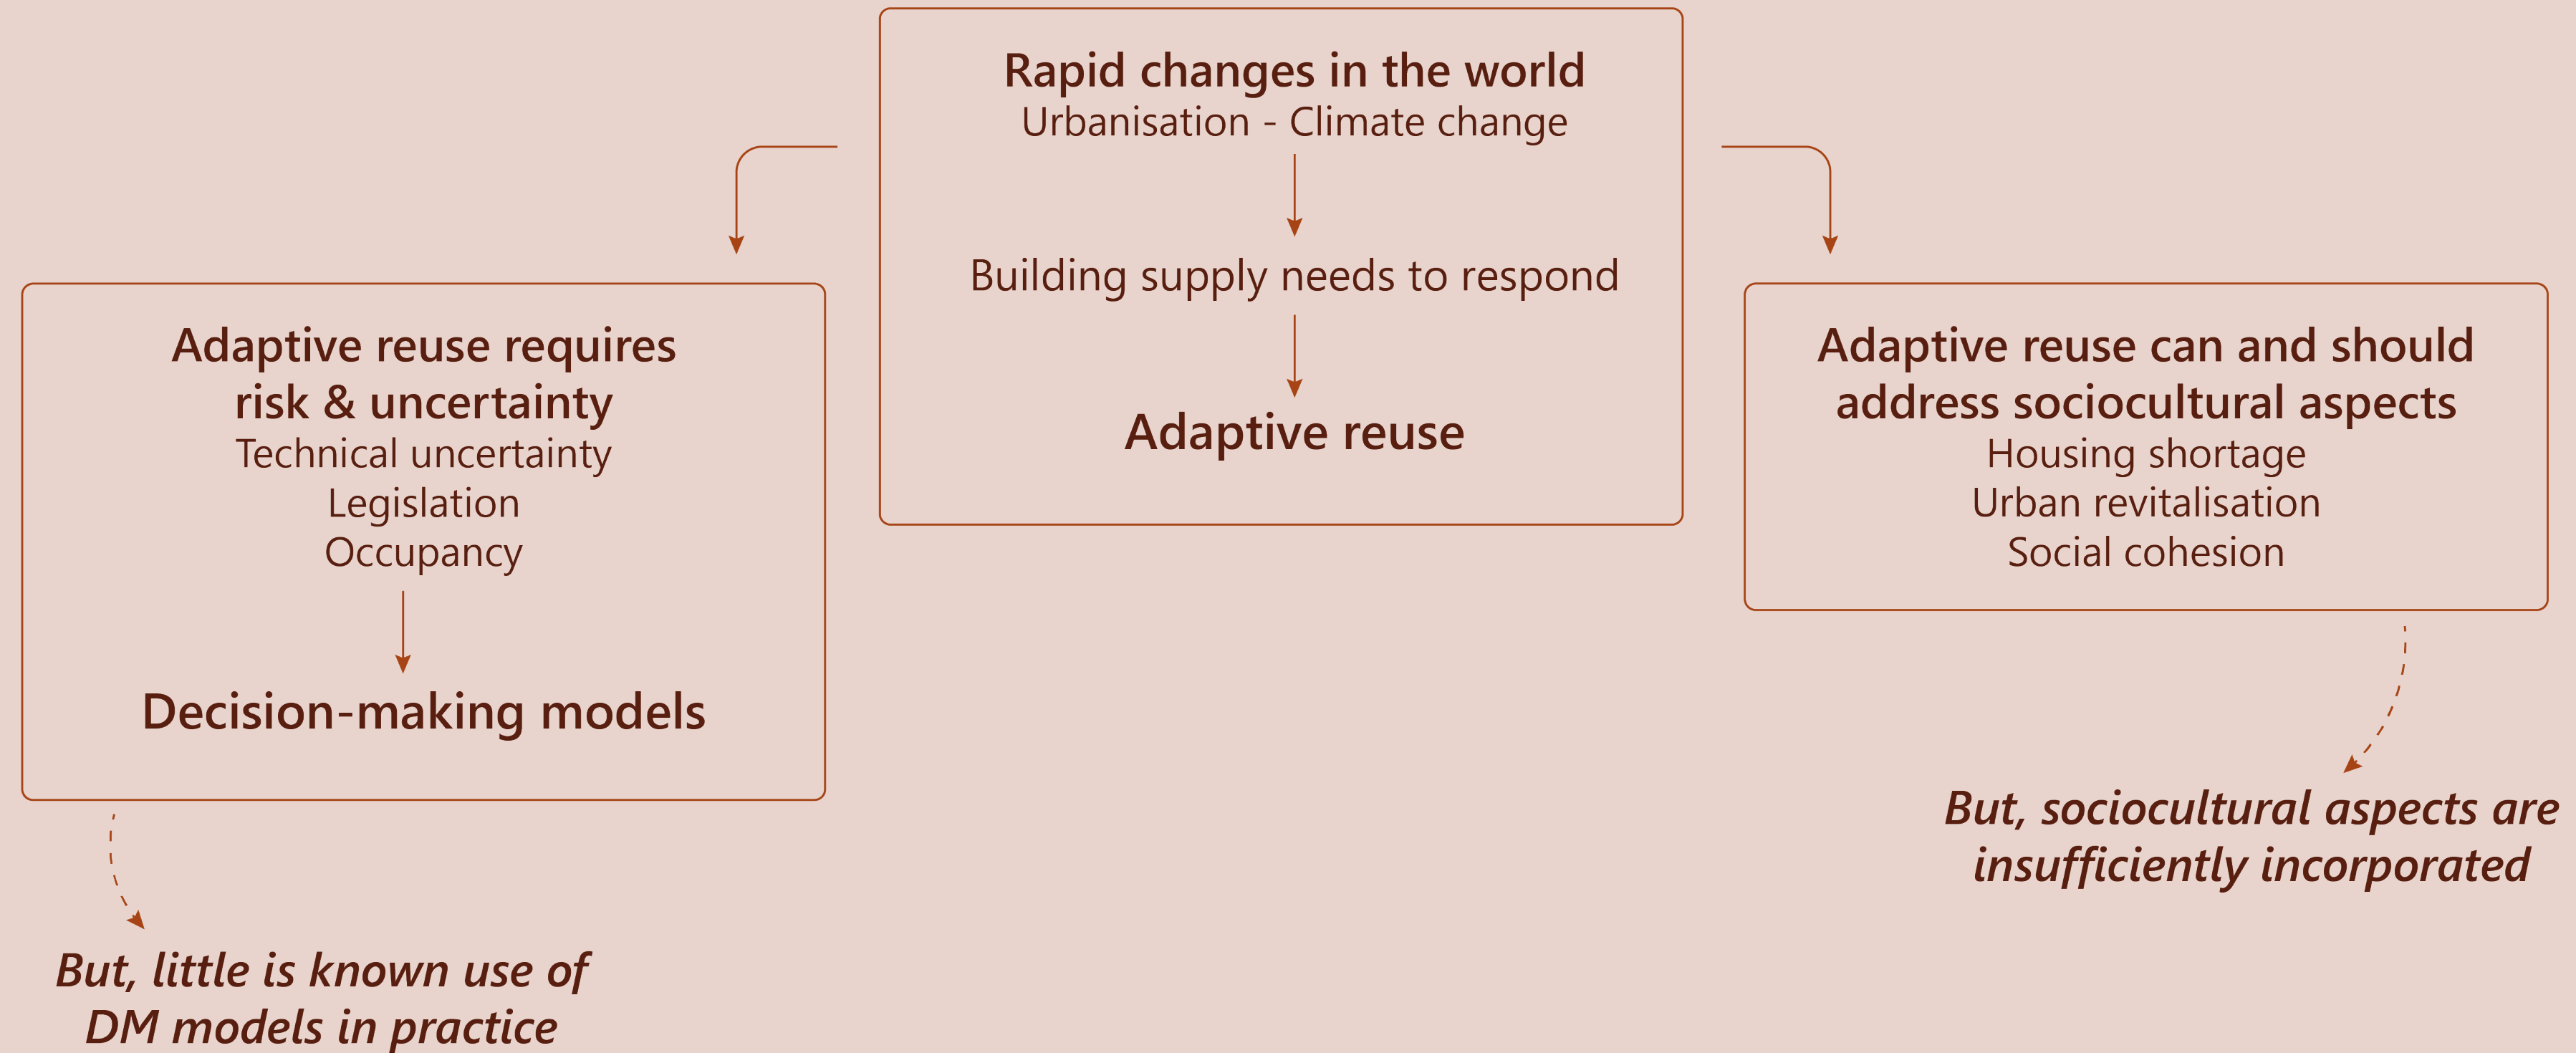 Rapid changes in the world
Urbanisation - Climate change
Building supply needs to respond
Adaptive reuse
Adaptive reuse requires
risk & uncertainty
Technical uncertainty
Legislation
Occupancy
Decision-making models
But, little is known use of
DM models in practice
Adaptive reuse can and should
address sociocultural aspects
Housing shortage
Urban revitalisation
Social cohesion
But, sociocultural aspects are
insufficiently incorporated